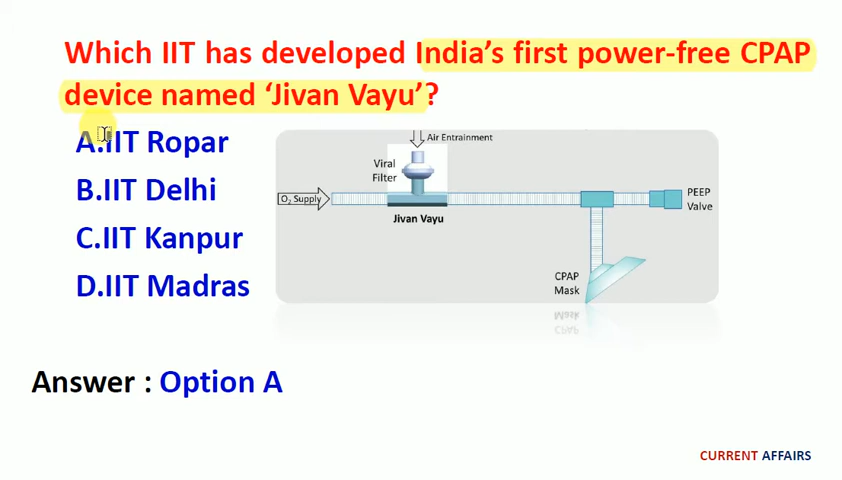 Which IIT has developed India's first power-free CPAP
device named ‘Jivan Vayu’?
A.IIT Ropar
B.IIT Delhi
C.IIT Kanpur
D.IIT Madras
Air Entrainment
Viral
Filter
O2 Supply
Jivan Vayu
PEEP
Valve
CPAP
Mask
Answer : Option A
CURRENT AFFAIRS